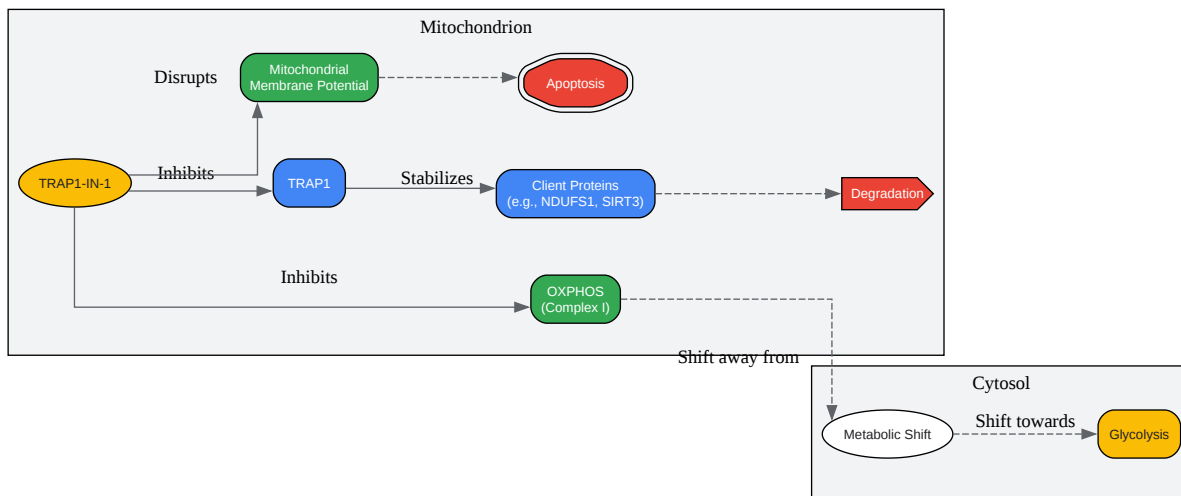 Mitochondrion
Disrupts
Mitochondrial
Membrane Potential
Apoptosis
TRAP1-IN-1
Inhibits
TRAP1
Stabilizes
Client Proteins
(e.g., NDUFS1, SIRT3)
Degradation
Inhibits
OXPHOS
(Complex I)
Shift away from
Cytosol
Metabolic Shift
Shift towards
Glycolysis